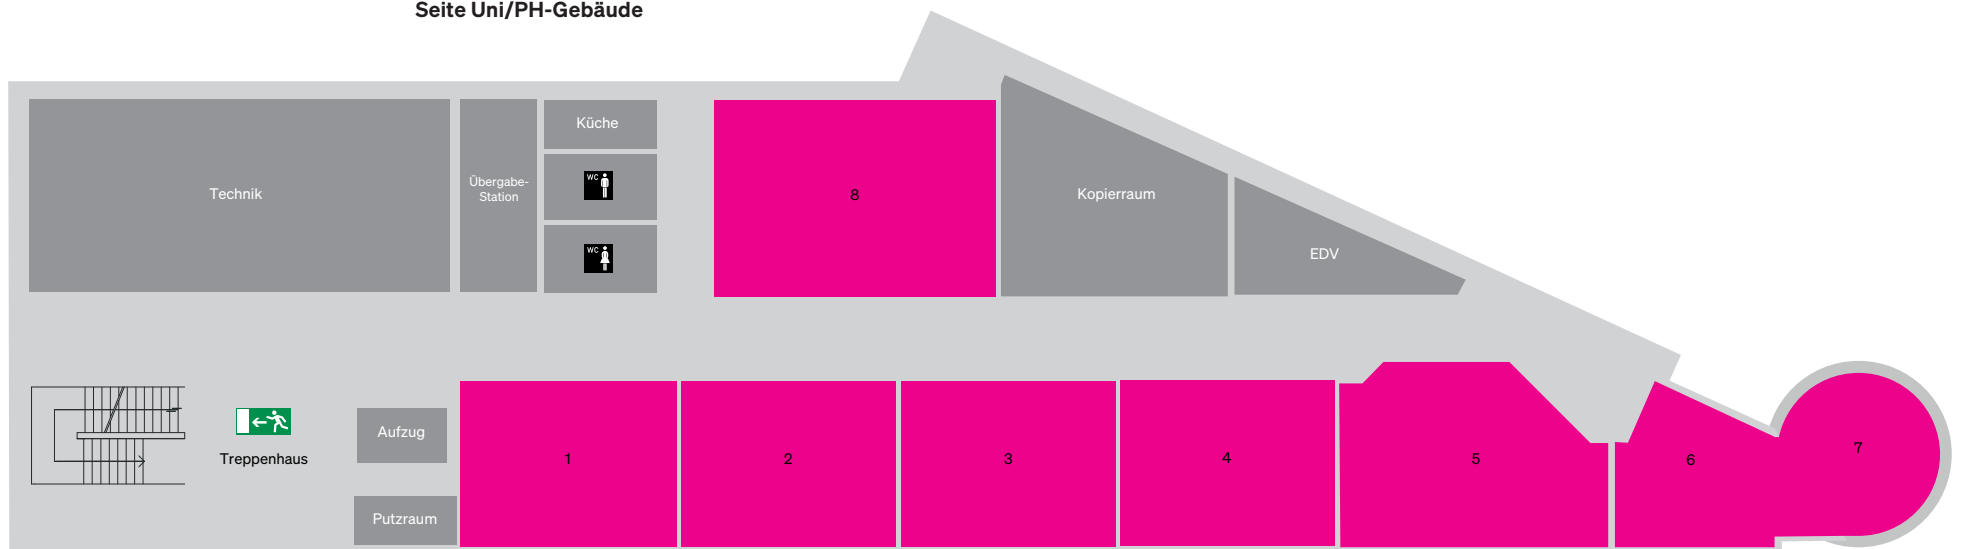 Seite Uni/PH-Gebäude
Küche
WC
Übergabe-
Station
Technik
8
Kopierraum
WC
EDV
Aufzug
Treppenhaus
1
2
3
4
5
6
7
Putzraum